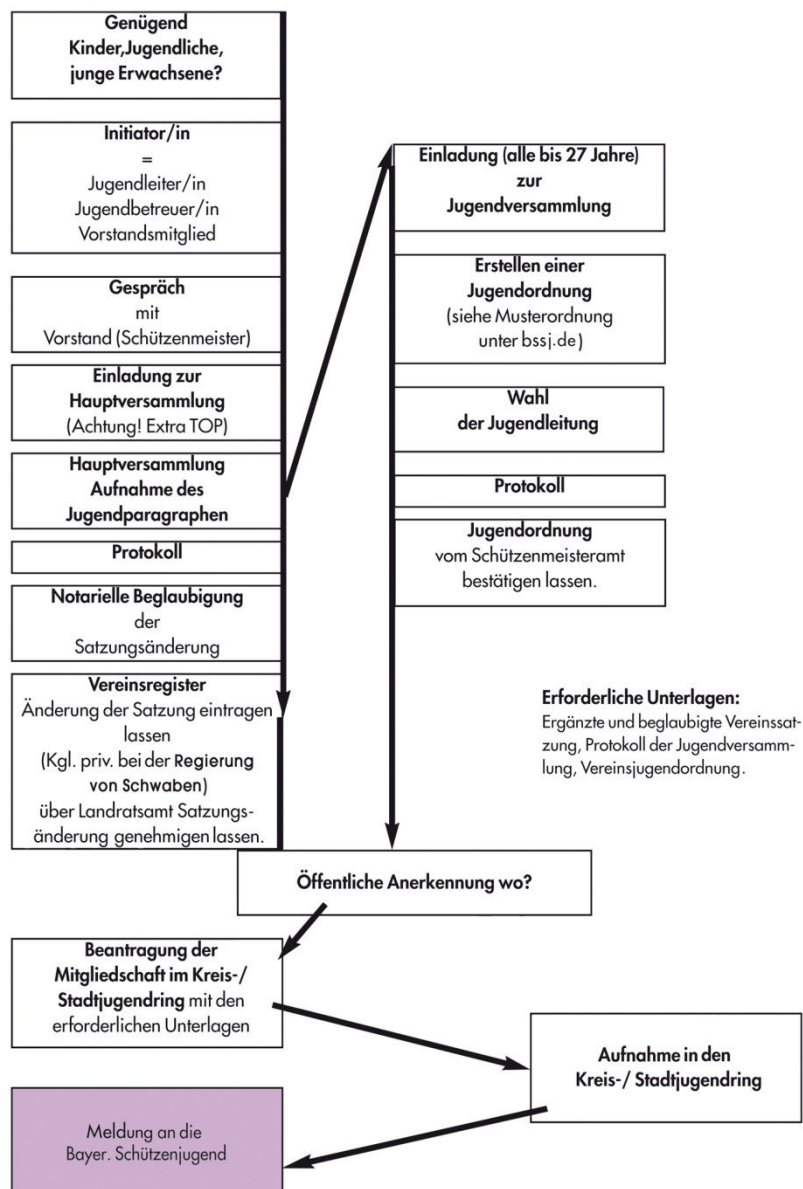 Genügend
Kinder,Jugendliche,
junge Erwachsene?
Initiator/in
=
Jugendleiter/in
Jugendbetreuer/in
Vorstandsmitglied
Gespräch
mit
Vorstand (Schützenmeister)
Einladung zur
Hauptversammlung
(Achtung! Extra TOP)
Hauptversammlung
Aufnahme des
Jugendparagraphen
Protokoll
Notarielle Beglaubigung
der
Satzungsänderung
Vereinsregister
Änderung der Satzung eintragen
lassen
(Kgl. priv. bei der Regierung
von Schwaben)
über Landratsamt Satzungs-
änderung genehmigen lassen.
Einladung (alle bis 27 Jahre)
zur
Jugendversammlung
Erstellen einer
Jugendordnung
(siehe Musterordnung
unter bssj.de)
Wahl
der Jugendleitung
Protokoll
Jugendordnung
vom Schützenmeisteramt
bestätigen lassen.
Erforderliche Unterlagen:
Ergänzte und beglaubigte Vereinssat-
zung, Protokoll der Jugendversamm-
lung, Vereinsjugendordnung.
Öffentliche Anerkennung wo?
Beantragung der
Mitgliedschaft im Kreis-/
Stadtjugendring mit den
erforderlichen Unterlagen
Aufnahme in den
Kreis-/ Stadtjugendring
Meldung an die
Bayer. Schützenjugend